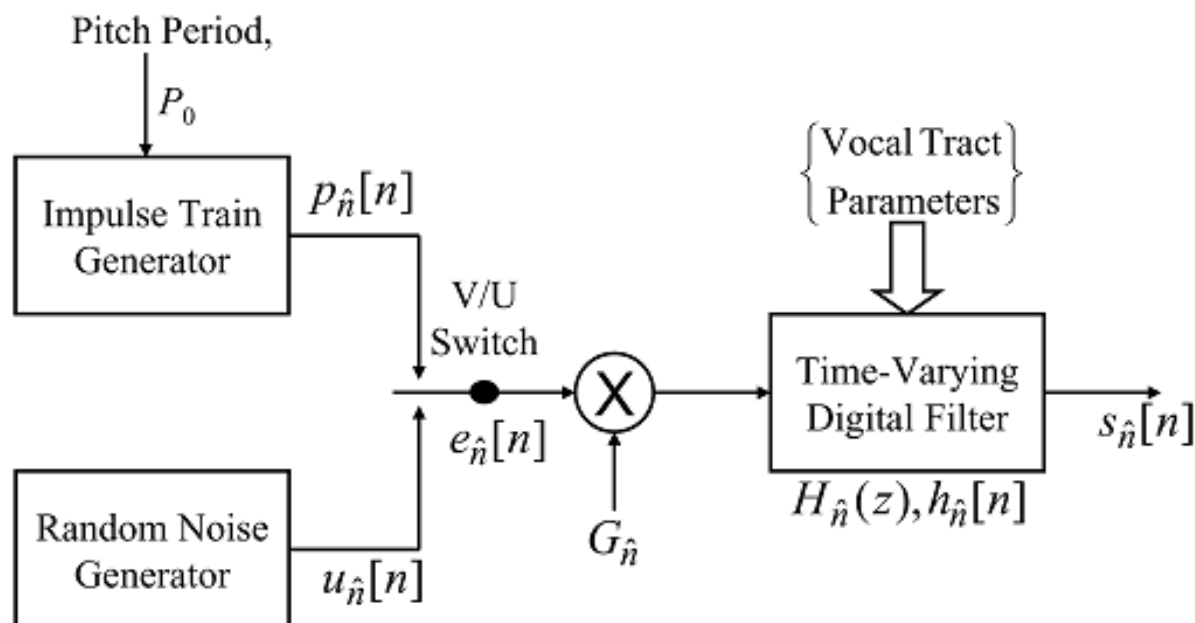 Pitch Period,
P₀
Impulse Train
Generator
pₙ̂[n]
V/U
Switch
eₙ̂[n]
X
Gₙ̂
Random Noise
Generator
uₙ̂[n]
{Vocal Tract
Parameters}
Time-Varying
Digital Filter
Hₙ̂(z), hₙ̂[n]
sₙ̂[n]